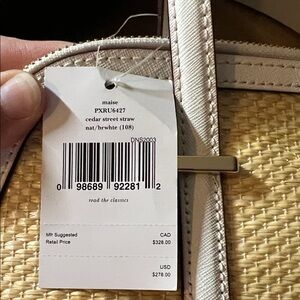 maise
PXRU6427
cedar street straw
nat/brwhte (108)
DNS2003
0 98689 92281 2
read the classics
Mfr Suggested CAD
Retail Price $328.00
USD
$278.00